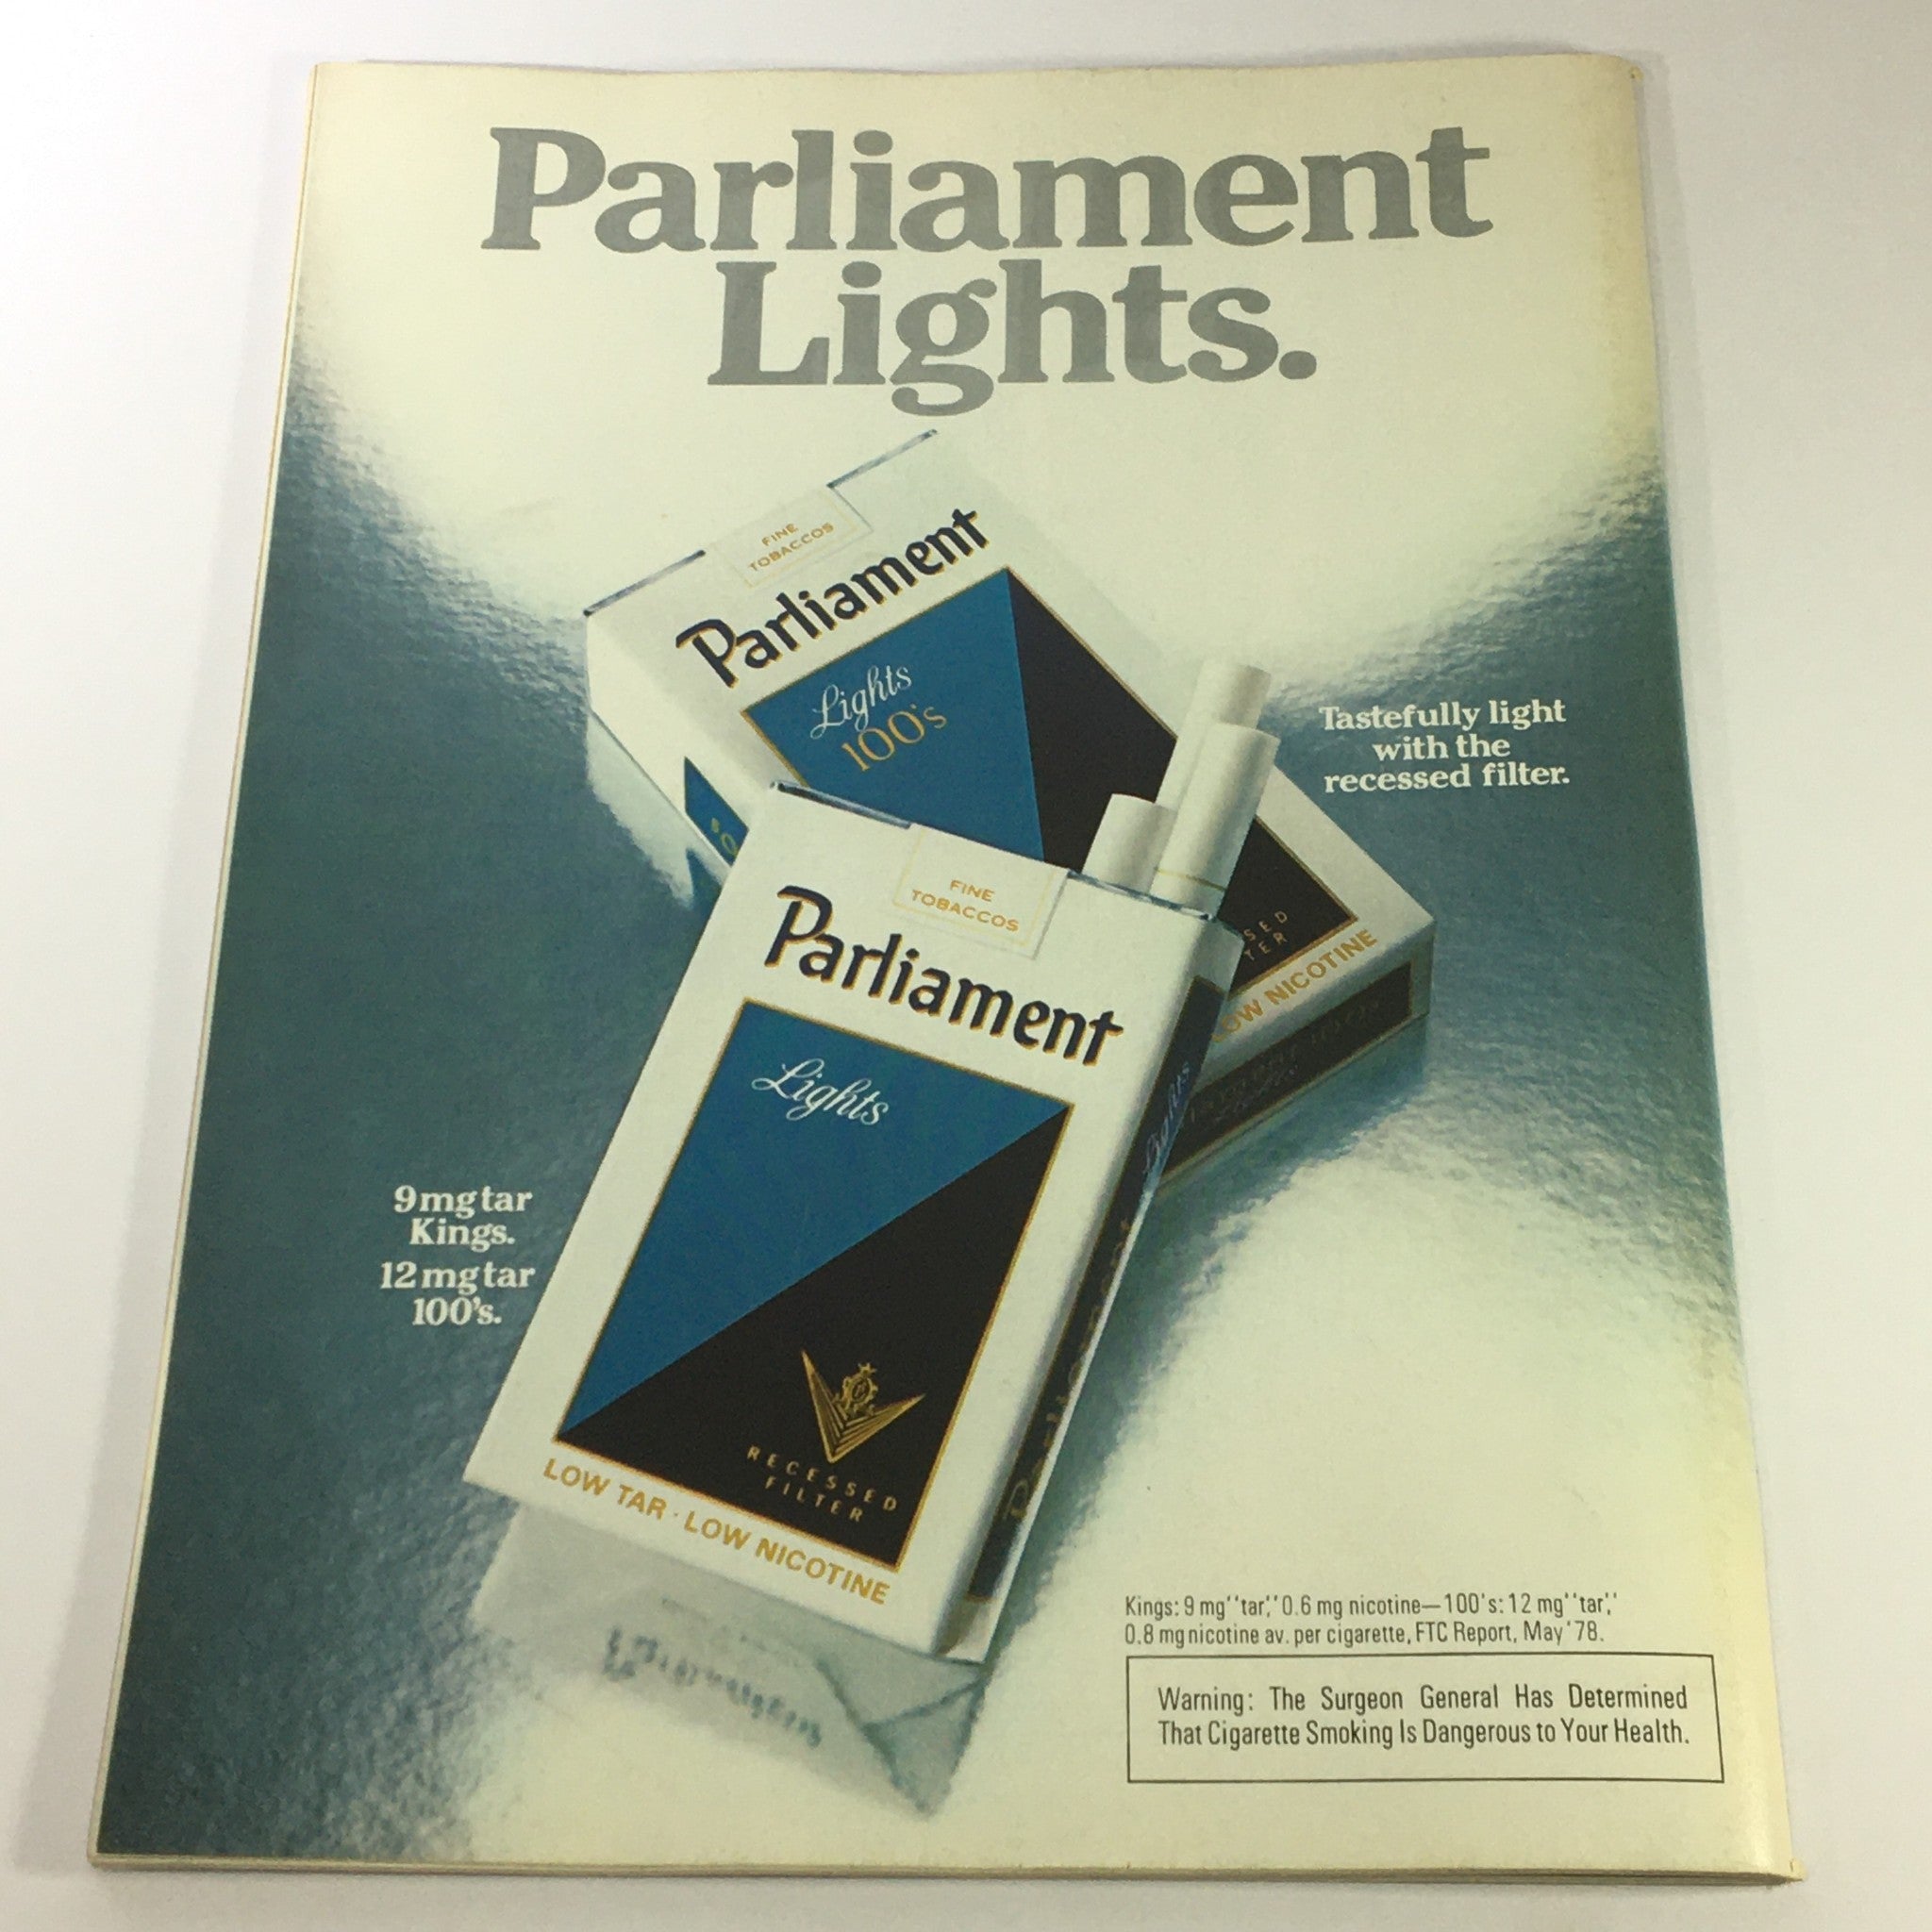 Parliament
Lights.
FINE
TOBACCOS
Parliament
Lights
100's
Tastefully light
with the
recessed filter.
FINE
TOBACCOS
Parliament
Lights
LOW NICOTINE
Lights
Parliament
9 mg tar
Kings.
12 mg tar
100's.
RECESSED
FILTER
LOW TAR · LOW NICOTINE
Kings: 9 mg "tar," 0.6 mg nicotine—100's: 12 mg "tar,"
0.8 mg nicotine av. per cigarette, FTC Report, May '78.
Warning: The Surgeon General Has Determined
That Cigarette Smoking Is Dangerous to Your Health.